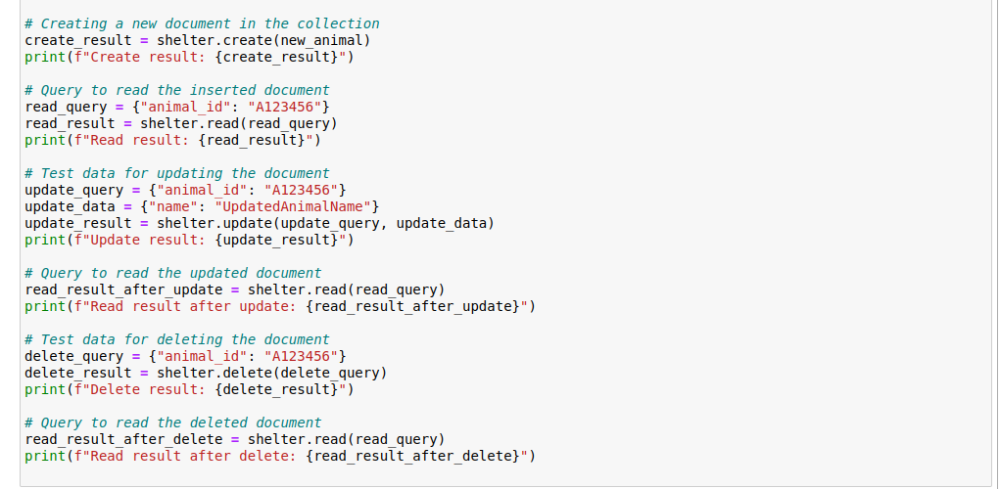 # Creating a new document in the collection
create_result = shelter.create(new_animal)
print(f"Create result: {create_result}")

# Query to read the inserted document
read_query = {"animal_id": "A123456"}
read_result = shelter.read(read_query)
print(f"Read result: {read_result}")

# Test data for updating the document
update_query = {"animal_id": "A123456"}
update_data = {"name": "UpdatedAnimalName"}
update_result = shelter.update(update_query, update_data)
print(f"Update result: {update_result}")

# Query to read the updated document
read_result_after_update = shelter.read(read_query)
print(f"Read result after update: {read_result_after_update}")

# Test data for deleting the document
delete_query = {"animal_id": "A123456"}
delete_result = shelter.delete(delete_query)
print(f"Delete result: {delete_result}")

# Query to read the deleted document
read_result_after_delete = shelter.read(read_query)
print(f"Read result after delete: {read_result_after_delete}")